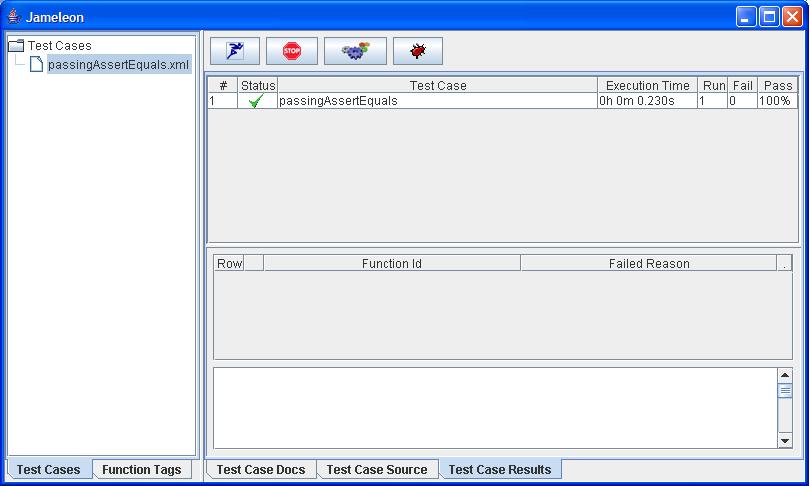 Jameleon
Test Cases
passingAssertEquals.xml
STOP
# Status Test Case Execution Time Run Fail Pass
1 passingAssertEquals 0h 0m 0.230s 1 0 100%
Row Function Id Failed Reason .
Test Cases Function Tags Test Case Docs Test Case Source Test Case Results